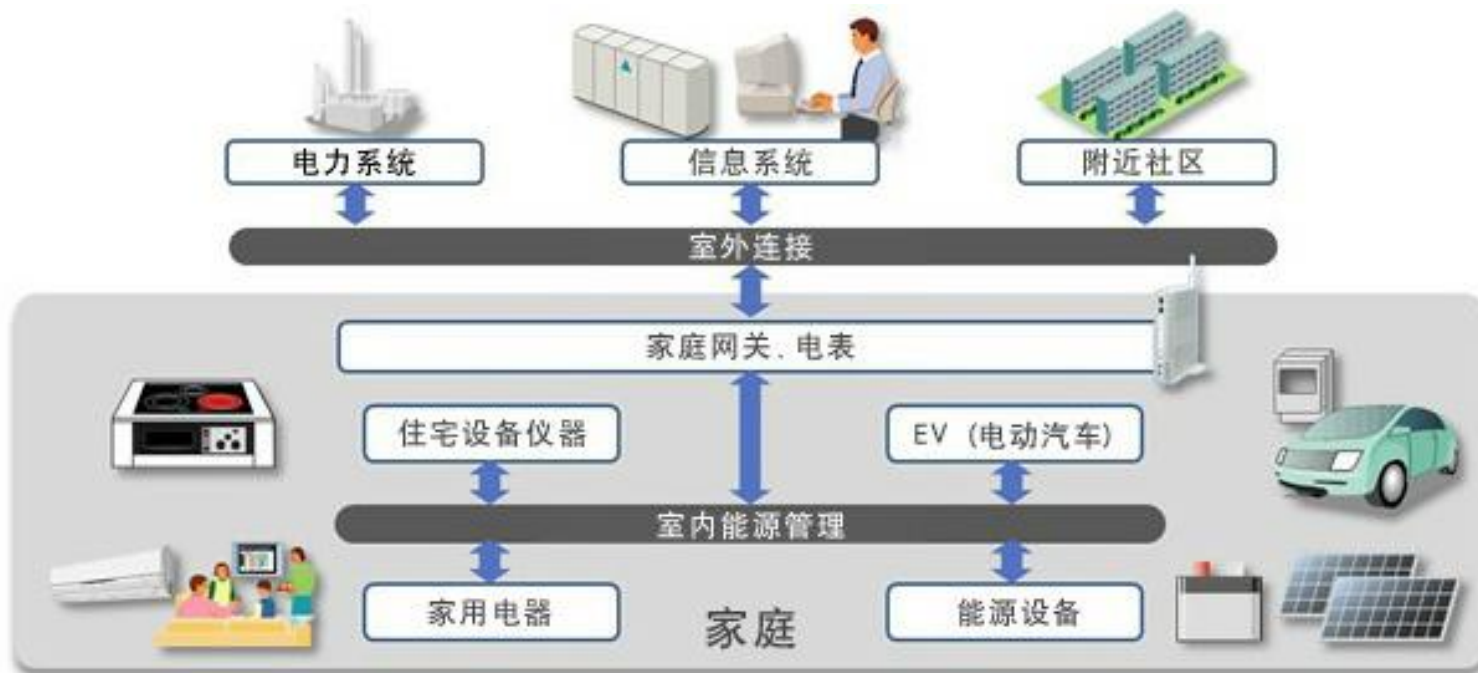 电力系统
信息系统
附近社区
室外连接
家庭网关.电表
住宅设备仪器
EV (电动汽车)
室内能源管理
家用电器
能源设备
家庭